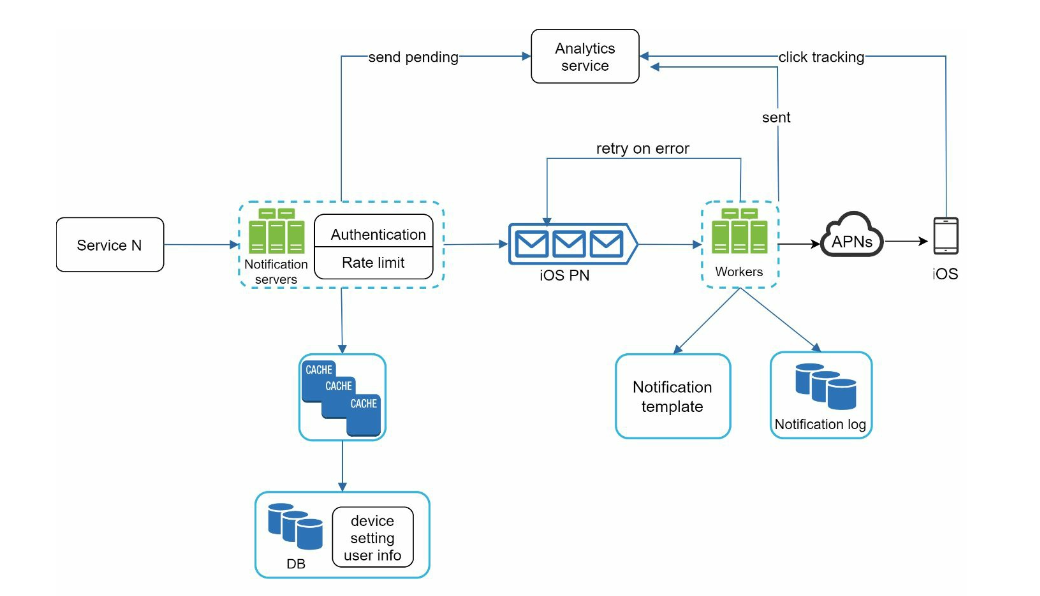 Analytics
service
send pending
click tracking
sent
retry on error
Service N
Notification
servers
Authentication
Rate limit
iOS PN
Workers
APNs
iOS
CACHE
CACHE
CACHE
Notification
template
Notification log
DB
device
setting
user info